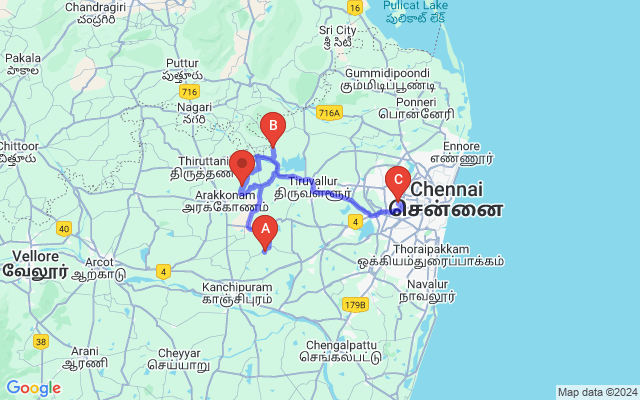 Chandragiri
చంద్రగిరి
16
Pulicat Lake
புலிகாட் லேக்
Sri City
శ్రీ సిటీ
Pakala
పాకాల
Puttur
పుత్తూరు
Gummidipoondi
கும்மிடிப்பூண்டி
716
Ponneri
பொன்னேரி
Nagari
నగరి
716A
B
Chittoor
చిత్తూరు
Ennore
எண்ணூர்
Thiruttani
திருத்தணி
Tiruvallur
திருவள்ளூர்
C
Chennai
சென்னை
Arakkonam
அரக்கோணம்
40
A
4
Vellore
வேலூர்
Arcot
ஆற்காடு
4
Thoraipakkam
ஒக்கியம்துரைப்பாக்கம்
Kanchipuram
காஞ்சிபுரம்
Navalur
நாவலூர்
179B
38
Arani
ஆரணி
Cheyyar
செய்யாறு
Chengalpattu
செங்கல்பட்டு
Google
Map data ©2024